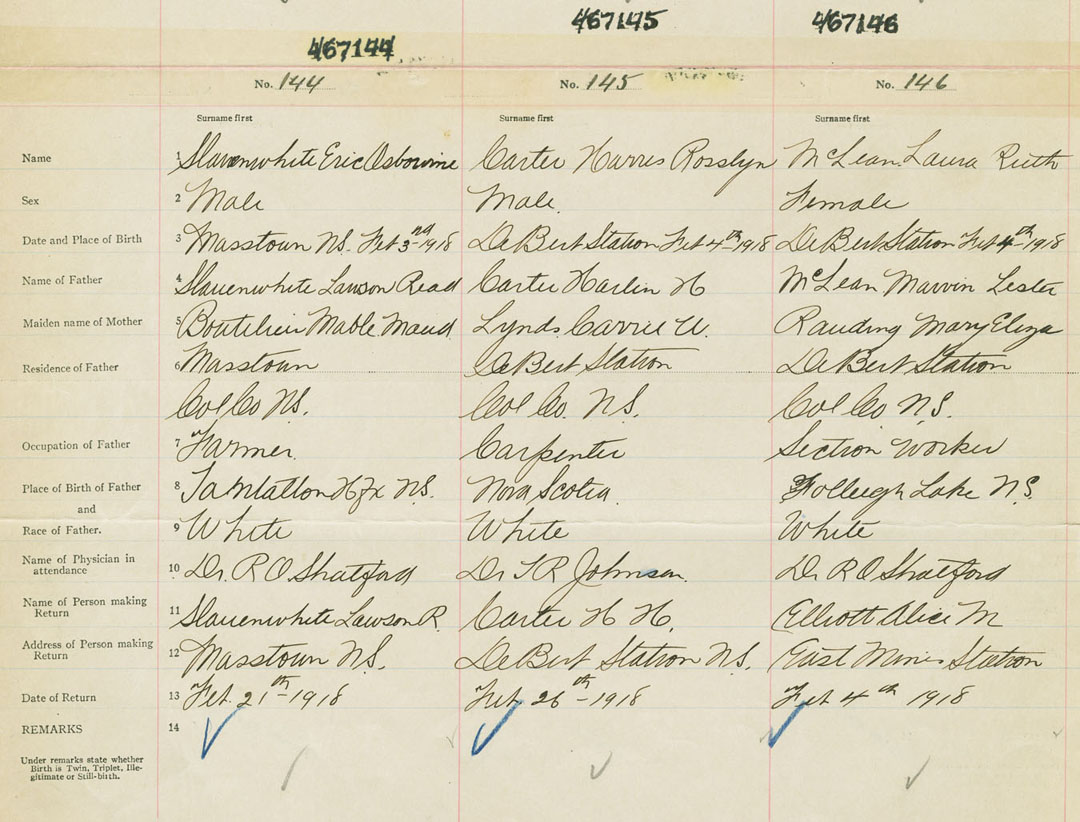 467144 467145 467146
No. 144 No. 145 No. 146
Surname first Surname first Surname first
Name 1 Slauenwhite Eric Osbourne Carter Harris Rosslyn McLean Laura Ruth
Sex 2 Male Male. Female
Date and Place of Birth 3 Masstown N.S. Feb 3rd-1918 DeBert Station Feb 4th 1918 DeBert Station Feb 4th-1918
Name of Father 4 Slauenwhite Lawson Read Carter Harlin H McLean Marvin Lester
Maiden name of Mother 5 Boutilier Mable Maud Lynds Carrie U. Mary Eliza
Residence of Father 6 Masstown DeBert Station DeBert Station
Col Co N.S. Col Co. N.S. Col Co N.S.
Occupation of Father 7 Farmer. Carpenter Section Worker
Place of Birth of Father 8 Hfx N.S. Nova Scotia. Folleigh Lake N.S.
and
Race of Father. 9 White White White
Name of Physician in
attendance 10 Dr. R O Shatford Dr T R Johnson. Dr R O Shatford
Name of Person making
Return 11 Slauenwhite Lawson R. Carter H H. Elliott Alice M
Address of Person making
Return 12 Masstown N.S. DeBert Station N.S. East Mines Station
Date of Return 13 Feb. 21th-1918 Feb 26th-1918 Feb 4th 1918
REMARKS 14
Under remarks state whether
Birth is Twin, Triplet, Ille-
gitimate or Still-birth.